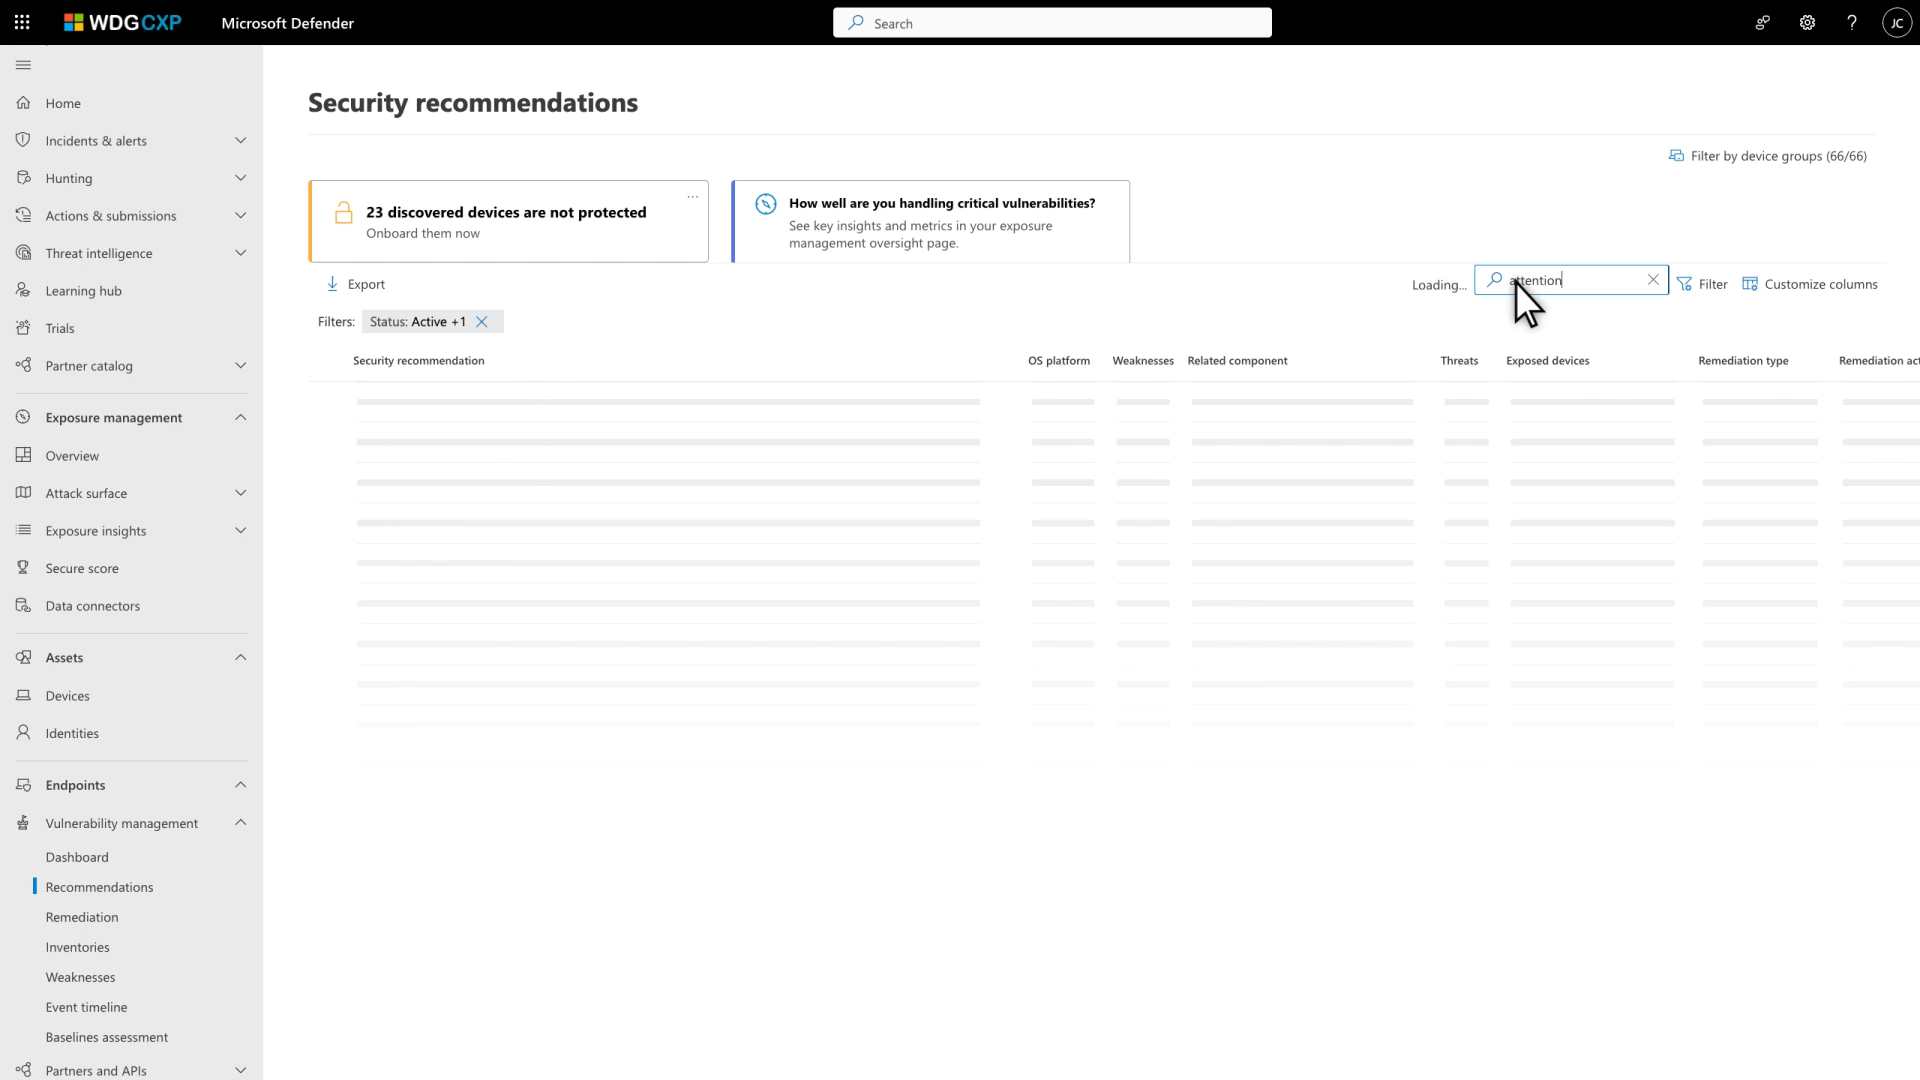 WDGCXP
Microsoft Defender
Search
JC
Home
Incidents & alerts
Hunting
Actions & submissions
Threat intelligence
Learning hub
Trials
Partner catalog
Exposure management
Overview
Attack surface
Exposure insights
Secure score
Data connectors
Assets
Devices
Identities
Endpoints
Vulnerability management
Dashboard
Recommendations
Remediation
Inventories
Weaknesses
Event timeline
Baselines assessment
Partners and APIs
Security recommendations
Filter by device groups (66/66)
23 discovered devices are not protected
Onboard them now
How well are you handling critical vulnerabilities?
See key insights and metrics in your exposure
management oversight page.
Export
Loading...
attention
Filter
Customize columns
Filters: Status: Active +1
Security recommendation OS platform Weaknesses Related component Threats Exposed devices Remediation type Remediation act